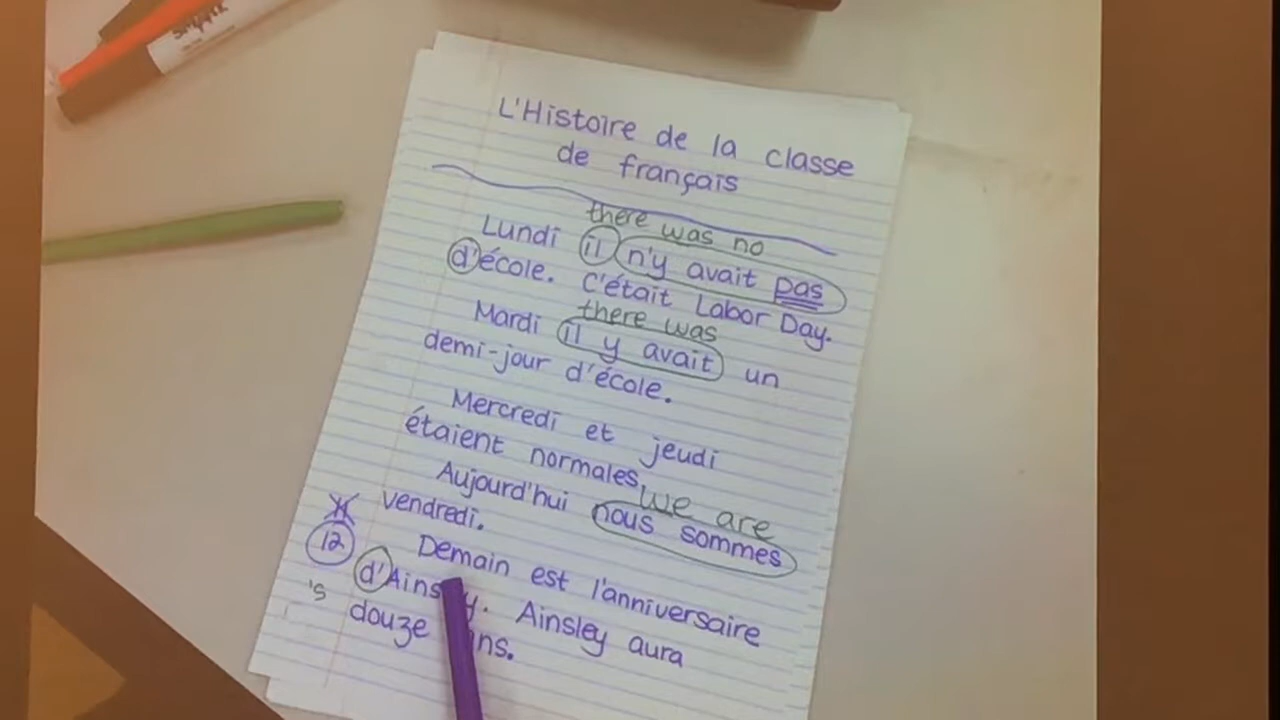 L'Histoire de la classe
de français
there was no
Lundi il n'y avait pas
d'école. C'était Labor Day.
there was
Mardi il y avait un
demi-jour d'école.
Mercredi et jeudi
étaient normales.
we are
Aujourd'hui nous sommes
vendredi.
12
Demain est l'anniversaire
d'Ains y. Ainsley aura
's
douze ns.